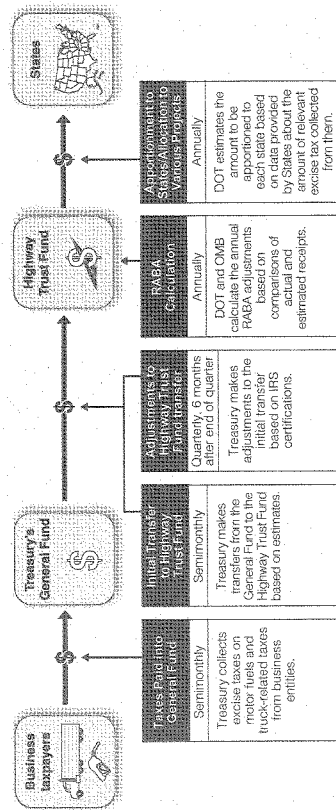 Business
taxpayers
$
Treasury's
General Fund
$
$
Highway
Trust Fund
$
$
States
Taxes Paid into
General Fund
Semimonthly
Treasury collects
excise taxes on
motor fuels and
truck-related taxes
from business
entities.
Initial Transfer
to Highway
Trust Fund
Semimonthly
Treasury makes
transfers from the
General Fund to the
Highway Trust Fund
based on estimates.
Adjustments to
Highway Trust
Fund transfer
Quarterly, 6 months
after end of quarter
Treasury makes
adjustments to the
initial transfer
based on IRS
certifications.
RABA
Calculation
Annually
DOT and OMB
calculate the annual
RABA adjustments
based on
comparisons of
actual and
estimated receipts.
Apportionment to
States/Allocation to
Various Projects
Annually
DOT estimates the
amount to be
apportioned to
each state based
on data provided
by States about the
amount of relevant
excise tax collected
from them.